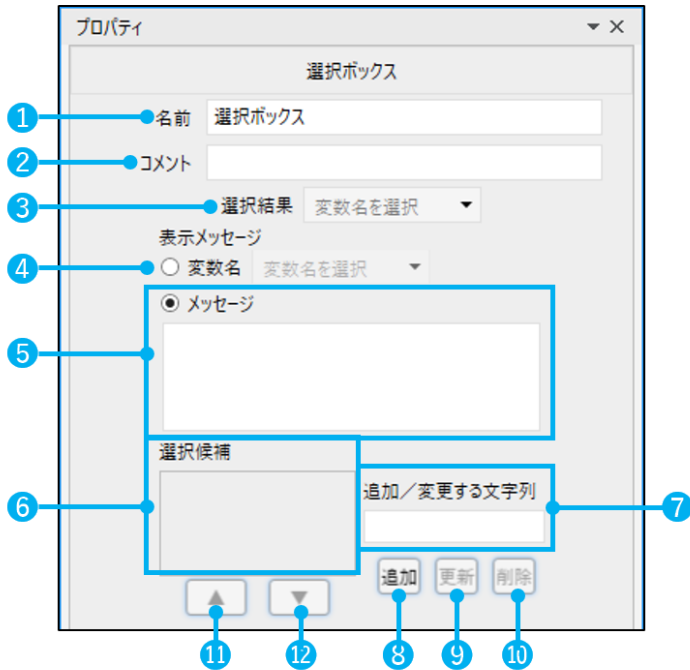 プロパティ
選択ボックス
1 名前 選択ボックス
2 コメント
3 選択結果 変数名を選択
表示メッセージ
4 変数名 変数名を選択
メッセージ
5
選択候補
6 追加／変更する文字列 7
追加 更新 削除
▲ ▼
11 12 8 9 10